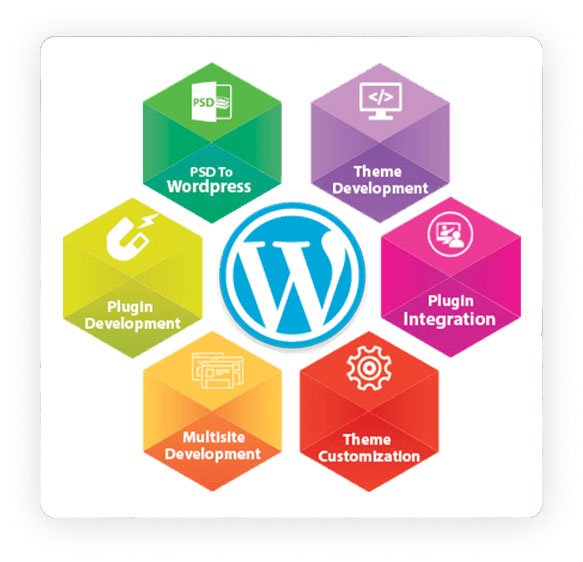 PSD
PSD To
Wordpress
</>
Theme
Development
Plugin
Development
W
Plugin
Integration
Multisite
Development
Theme
Customization